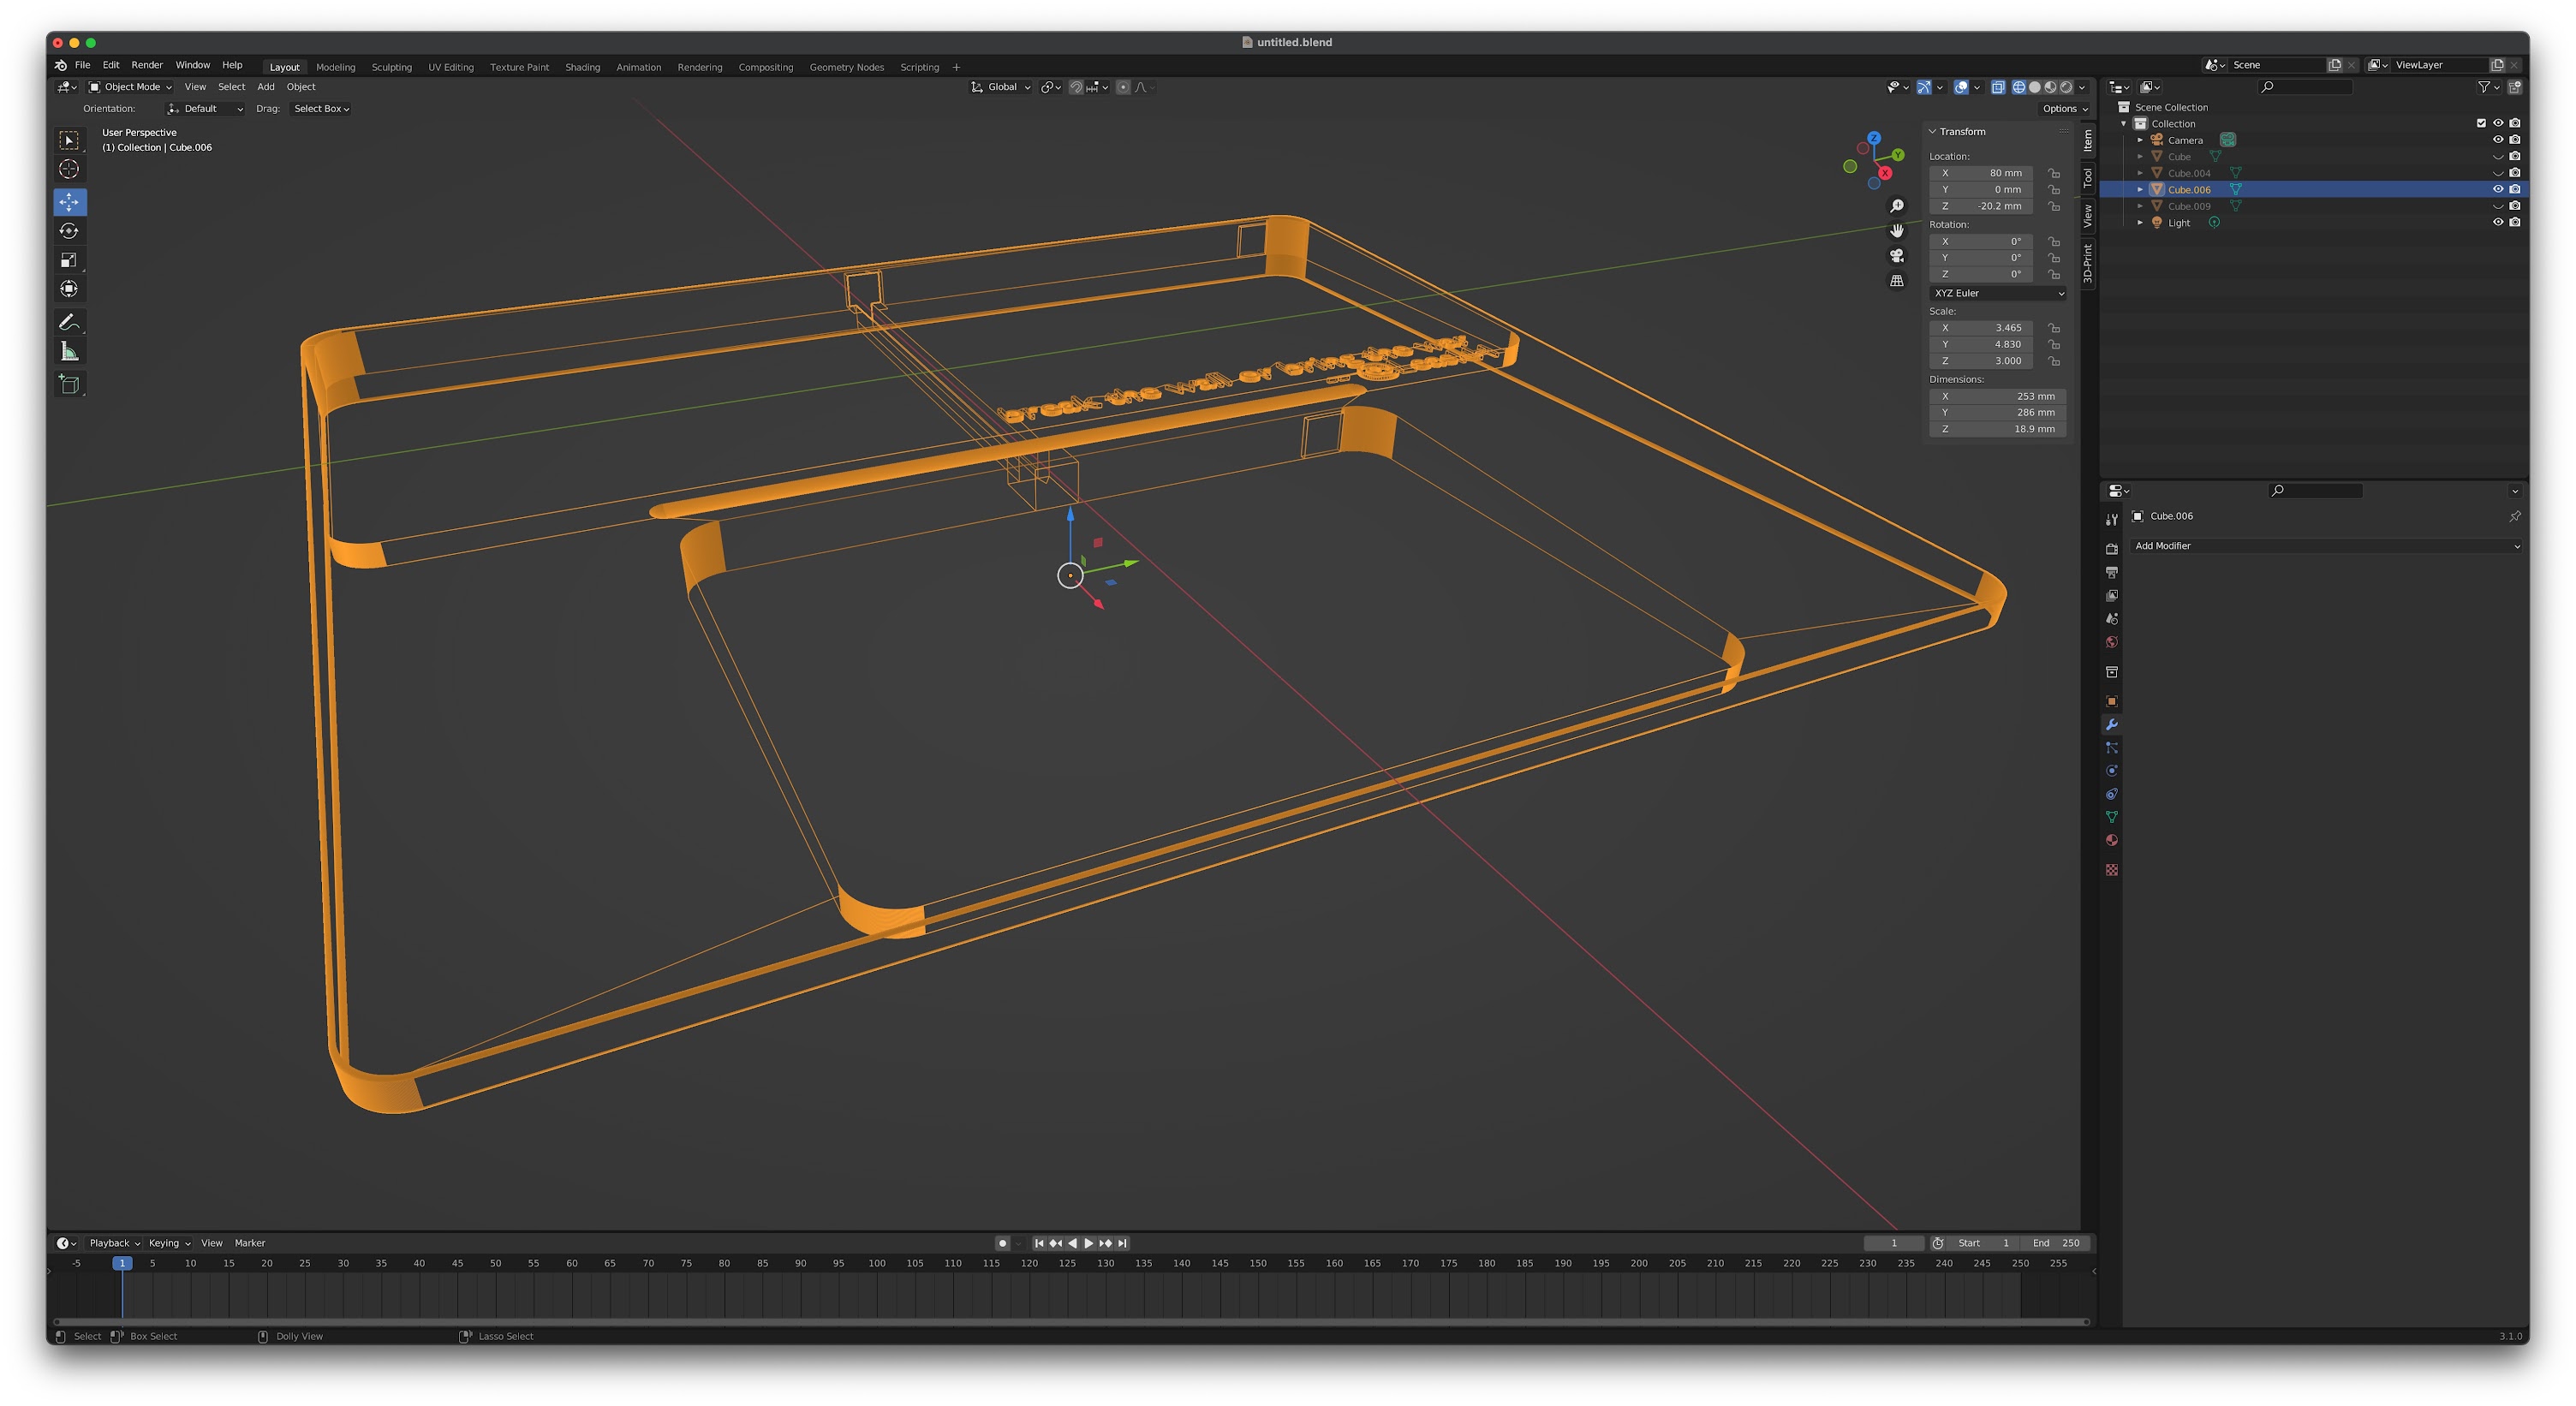 untitled.blend
File Edit Render Window Help Layout Modeling Sculpting UV Editing Texture Paint Shading Animation Rendering Compositing Geometry Nodes Scripting + Scene ViewLayer
Object Mode View Select Add Object Global
Orientation: Default Drag: Select Box Options
User Perspective
(1) Collection | Cube.006
Z
Y
X
Transform
Location:
X 80 mm
Y 0 mm
Z -20.2 mm
Rotation:
X 0°
Y 0°
Z 0°
XYZ Euler
Scale:
X 3.465
Y 4.830
Z 3.000
Dimensions:
X 253 mm
Y 286 mm
Z 18.9 mm
Item
Tool
View
3D-Print
Scene Collection
Collection
Camera
Cube
Cube.004
Cube.006
Cube.009
Light
Cube.006
Add Modifier
Playback Keying View Marker 1 Start 1 End 250
-5 1 5 10 15 20 25 30 35 40 45 50 55 60 65 70 75 80 85 90 95 100 105 110 115 120 125 130 135 140 145 150 155 160 165 170 175 180 185 190 195 200 205 210 215 220 225 230 235 240 245 250 255
Select Box Select Dolly View Lasso Select 3.1.0